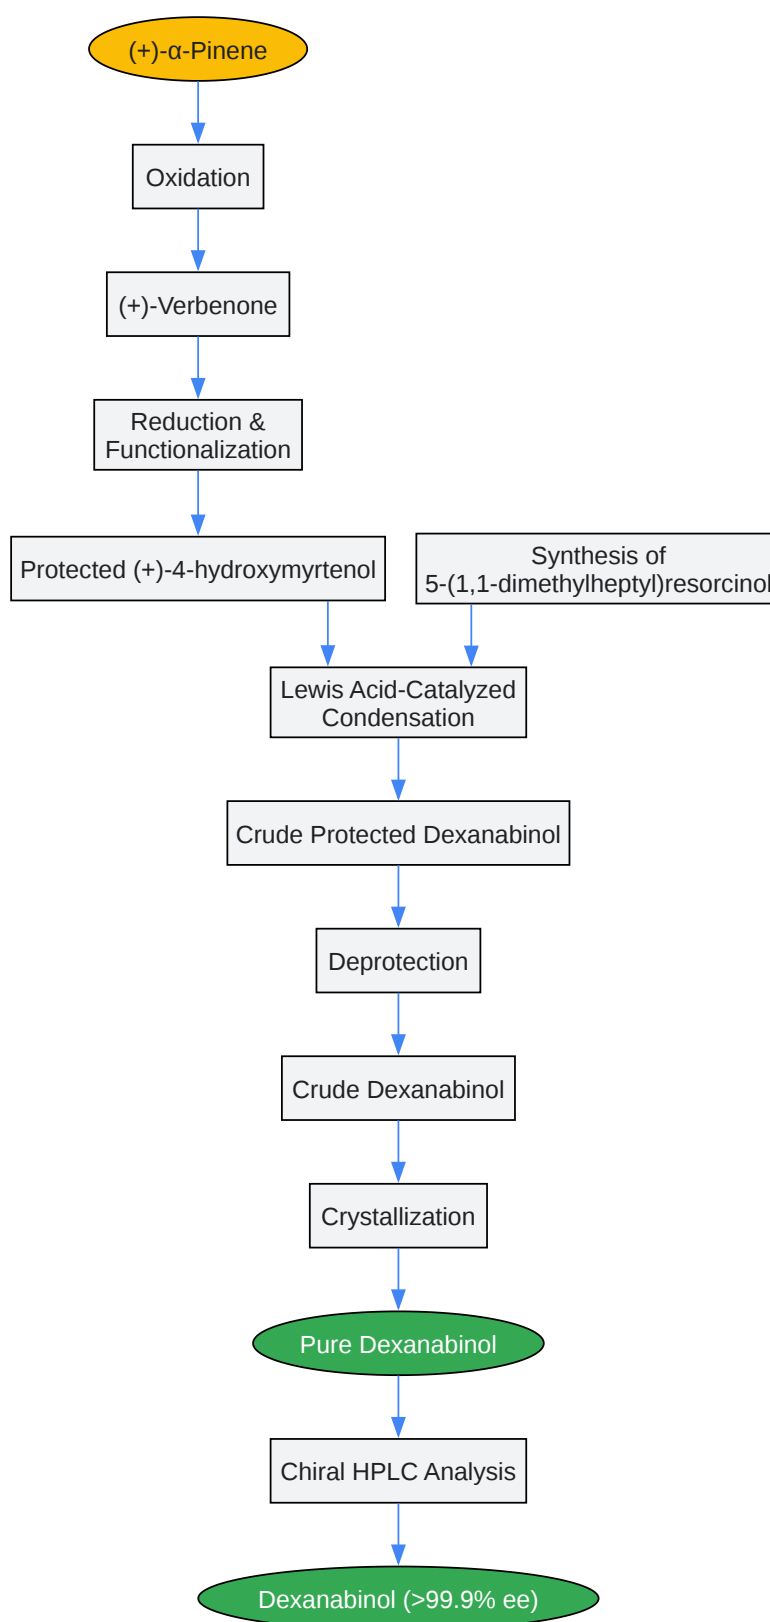 (+)-α-Pinene
Oxidation
(+)-Verbenone
Reduction &
Functionalization
Protected (+)-4-hydroxymyrtenol
Synthesis of
5-(1,1-dimethylheptyl)resorcinol
Lewis Acid-Catalyzed
Condensation
Crude Protected Dexanabinol
Deprotection
Crude Dexanabinol
Crystallization
Pure Dexanabinol
Chiral HPLC Analysis
Dexanabinol (>99.9% ee)